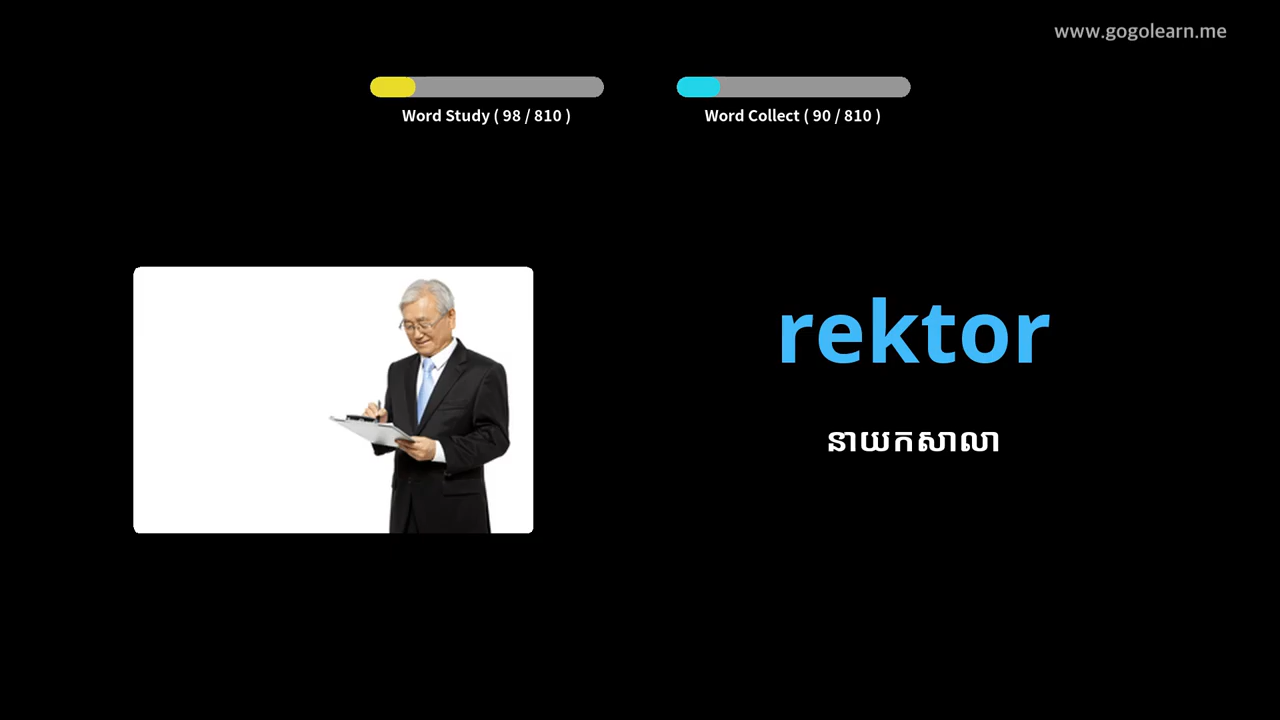 www.gogolearn.me
Word Study ( 98 / 810 )
Word Collect ( 90 / 810 )
rektor
នាយកសាលា